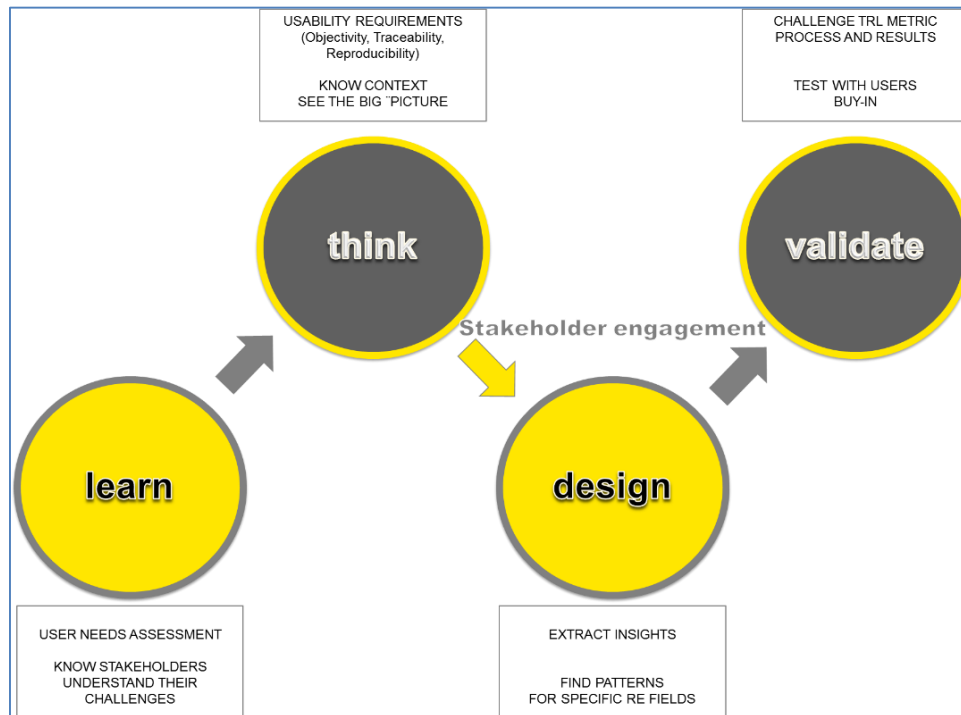 USABILITY REQUIREMENTS
(Objectivity, Traceability,
Reproducibility)
KNOW CONTEXT
SEE THE BIG ¨PICTURE
CHALLENGE TRL METRIC
PROCESS AND RESULTS
TEST WITH USERS
BUY-IN
think
validate
Stakeholder engagement
learn
design
USER NEEDS ASSESSMENT
KNOW STAKEHOLDERS
UNDERSTAND THEIR
CHALLENGES
EXTRACT INSIGHTS
FIND PATTERNS
FOR SPECIFIC RE FIELDS